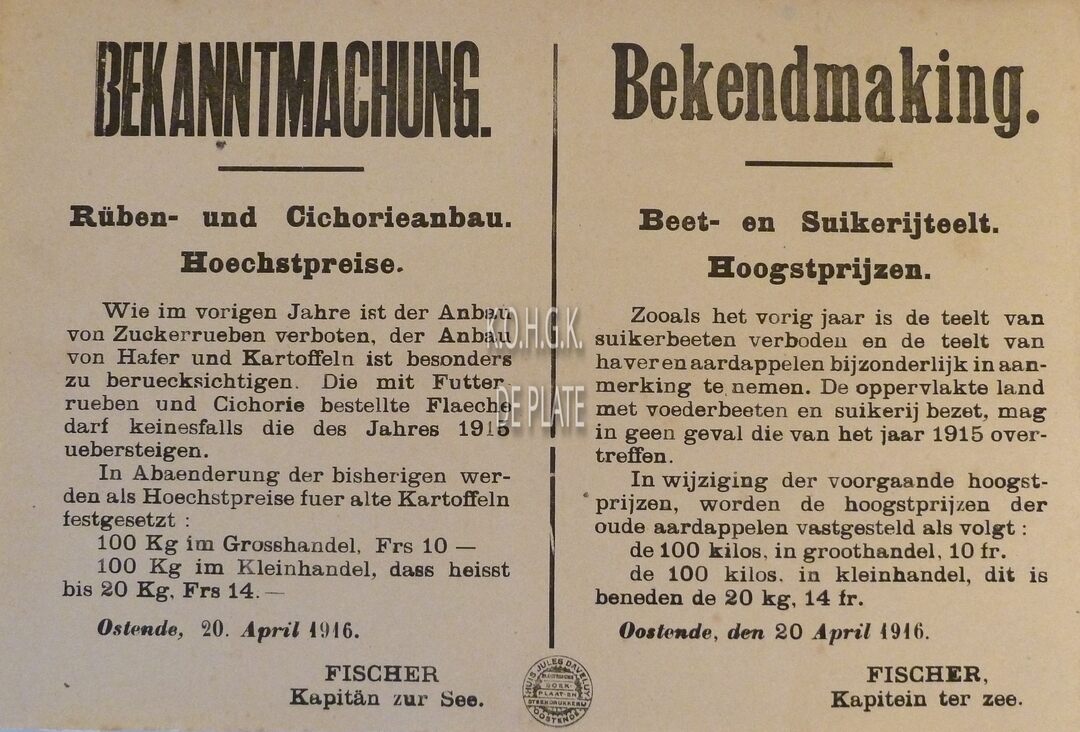 BEKANNTMACHUNG.
Rüben- und Cichorieanbau.
Hoechstpreise.
Wie im vorigen Jahre ist der Anbau
von Zuckerrueben verboten, der Anbau
von Hafer und Kartoffeln ist besonders
zu beruecksichtigen. Die mit Futter
rueben und Cichorie bestellte Flaeche
darf keinesfalls die des Jahres 1915
uebersteigen.
In Abaenderung der bisherigen wer-
den als Hoechstpreise fuer alte Kartoffeln
festgesetzt :
100 Kg im Grosshandel, Frs 10 —
100 Kg im Kleinhandel, dass heisst
bis 20 Kg, Frs 14. —
Ostende, 20. April 1916.
FISCHER
Kapitän zur See.
Bekendmaking.
Beet- en Suikerijteelt.
Hoogstprijzen.
Zooals het vorig jaar is de teelt van
suikerbeeten verboden en de teelt van
haver en aardappelen bijzonderlijk in aan-
merking te nemen. De oppervlakte land
met voederbeeten en suikerij bezet, mag
in geen geval die van het jaar 1915 over-
treffen.
In wijziging der voorgaande hoogst-
prijzen, worden de hoogstprijzen der
oude aardappelen vastgesteld als volgt :
de 100 kilos, in groothandel, 10 fr.
de 100 kilos. in kleinhandel, dit is
beneden de 20 kg, 14 fr.
Oostende, den 20 April 1916.
FISCHER,
Kapitein ter zee.
K.O.H.G.K.
DE PLATE
HUIS JULES DAVELUY
BOEK-
PLAAT- EN
STEENDRUKKERIJ
OOSTENDE